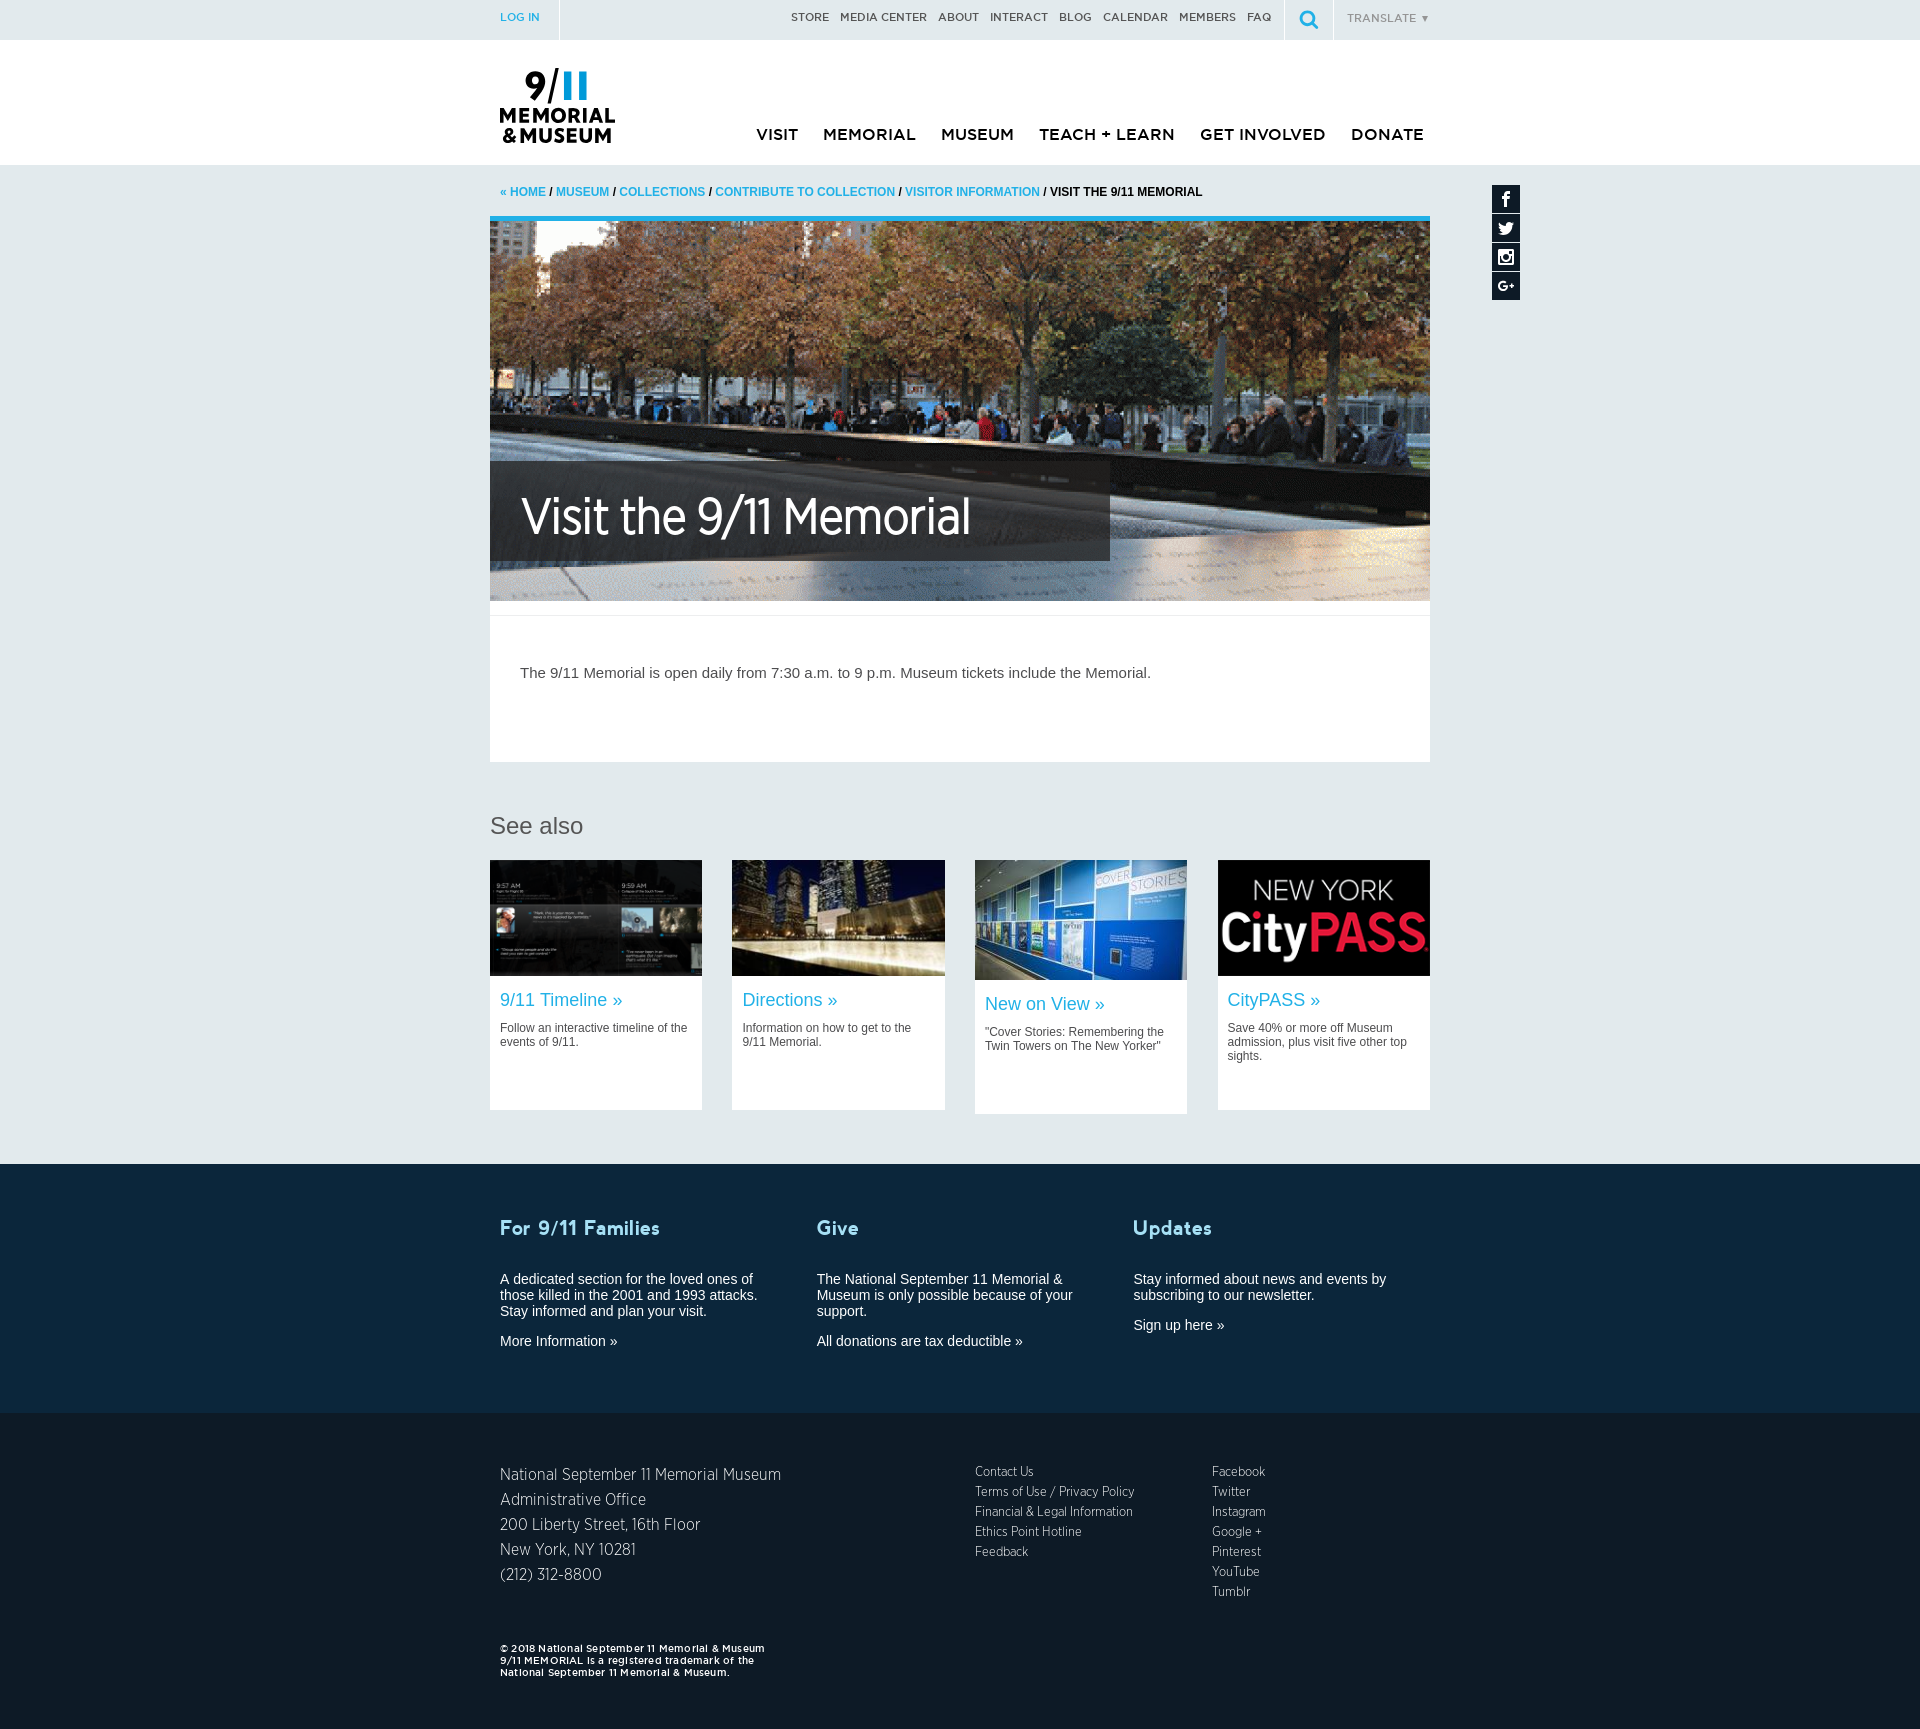 LOG IN
STORE MEDIA CENTER ABOUT INTERACT BLOG CALENDAR MEMBERS FAQ
TRANSLATE ▼
9/11
MEMORIAL
& MUSEUM
VISIT MEMORIAL MUSEUM TEACH + LEARN GET INVOLVED DONATE
« HOME / MUSEUM / COLLECTIONS / CONTRIBUTE TO COLLECTION / VISITOR INFORMATION / VISIT THE 9/11 MEMORIAL
Visit the 9/11 Memorial
The 9/11 Memorial is open daily from 7:30 a.m. to 9 p.m. Museum tickets include the Memorial.
See also
9:57 AM
9:59 AM
9/11 Timeline »
Follow an interactive timeline of the
events of 9/11.
Directions »
Information on how to get to the
9/11 Memorial.
COVER STORIES
New on View »
"Cover Stories: Remembering the
Twin Towers on The New Yorker"
NEW YORK
CityPASS
CityPASS »
Save 40% or more off Museum
admission, plus visit five other top
sights.
For 9/11 Families
A dedicated section for the loved ones of
those killed in the 2001 and 1993 attacks.
Stay informed and plan your visit.
More Information »
Give
The National September 11 Memorial &
Museum is only possible because of your
support.
All donations are tax deductible »
Updates
Stay informed about news and events by
subscribing to our newsletter.
Sign up here »
National September 11 Memorial Museum
Administrative Office
200 Liberty Street, 16th Floor
New York, NY 10281
(212) 312-8800
Contact Us
Terms of Use / Privacy Policy
Financial & Legal Information
Ethics Point Hotline
Feedback
Facebook
Twitter
Instagram
Google +
Pinterest
YouTube
Tumblr
© 2018 National September 11 Memorial & Museum
9/11 MEMORIAL is a registered trademark of the
National September 11 Memorial & Museum.